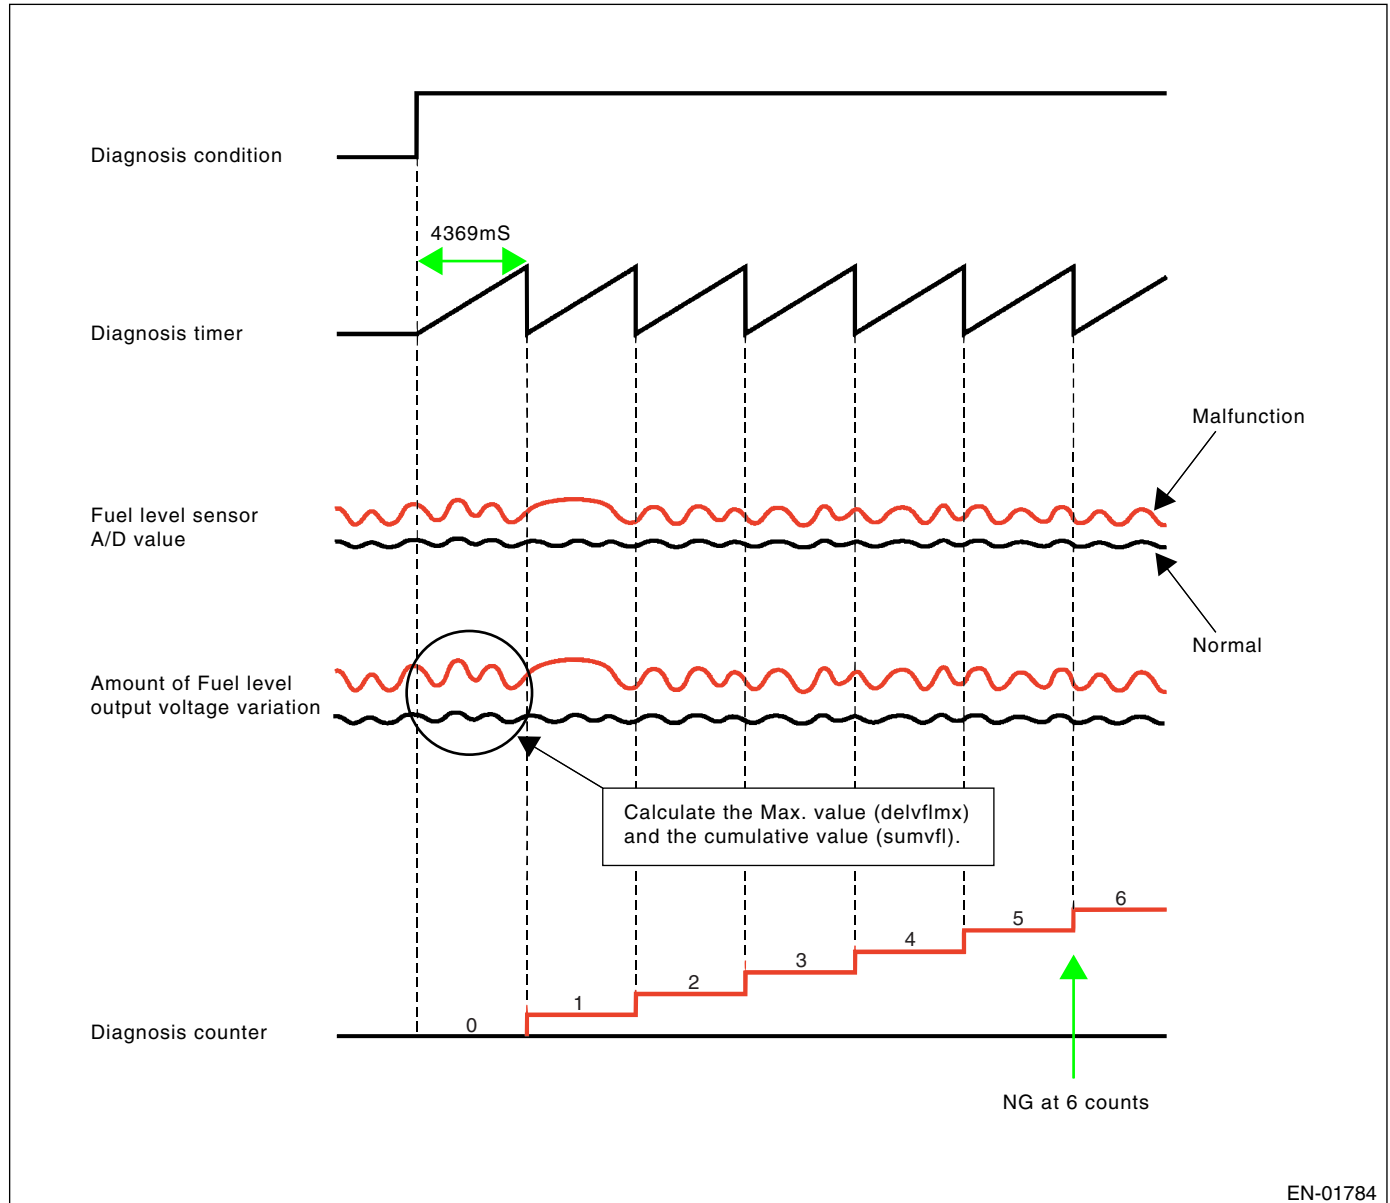 Diagnosis condition
4369mS
Diagnosis timer
Malfunction
Fuel level sensor
A/D value
Normal
Amount of Fuel level
output voltage variation
Calculate the Max. value (delvflmx)
and the cumulative value (sumvfl).
6
5
4
3
2
1
0
Diagnosis counter
NG at 6 counts
EN-01784